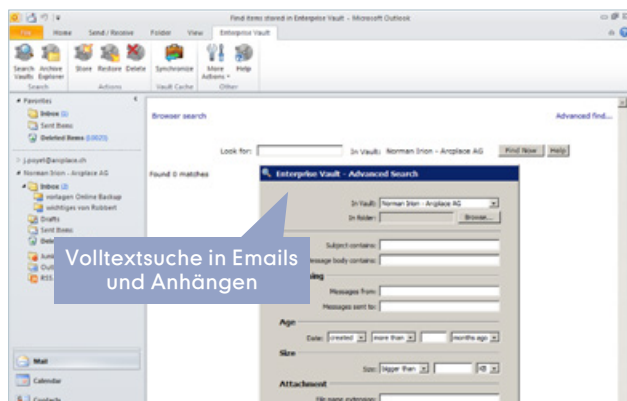 Find items stored in Enterprise Vault - Microsoft Outlook
File Home Send / Receive Folder View Enterprise Vault
Search Vaults Archive Explorer Store Restore Delete Synchronize More Actions Help
Search Actions Vault Cache Other
Favorites
Inbox (2)
Sent Items
Deleted Items
j.poyet@arcplace.ch
Norman Irion - Arcplace AG
Inbox (2)
vorlagen Online Backup
wichtiges von Robbert
Drafts
Sent Items
Mail
Calendar
Contacts
Browser search
Advanced find...
Look for: In Vault: Norman Irion - Arcplace AG Find Now Help
Found 0 matches
Enterprise Vault - Advanced Search
In Vault: Norman Irion - Arcplace AG
In folder: Browse...
Subject contains:
Message body contains:
Messages from:
Messages sent to:
Age
Date: created more than months ago
Size
Size: bigger than KB
Attachment
File name extension:
Volltextsuche in Emails
und Anhängen